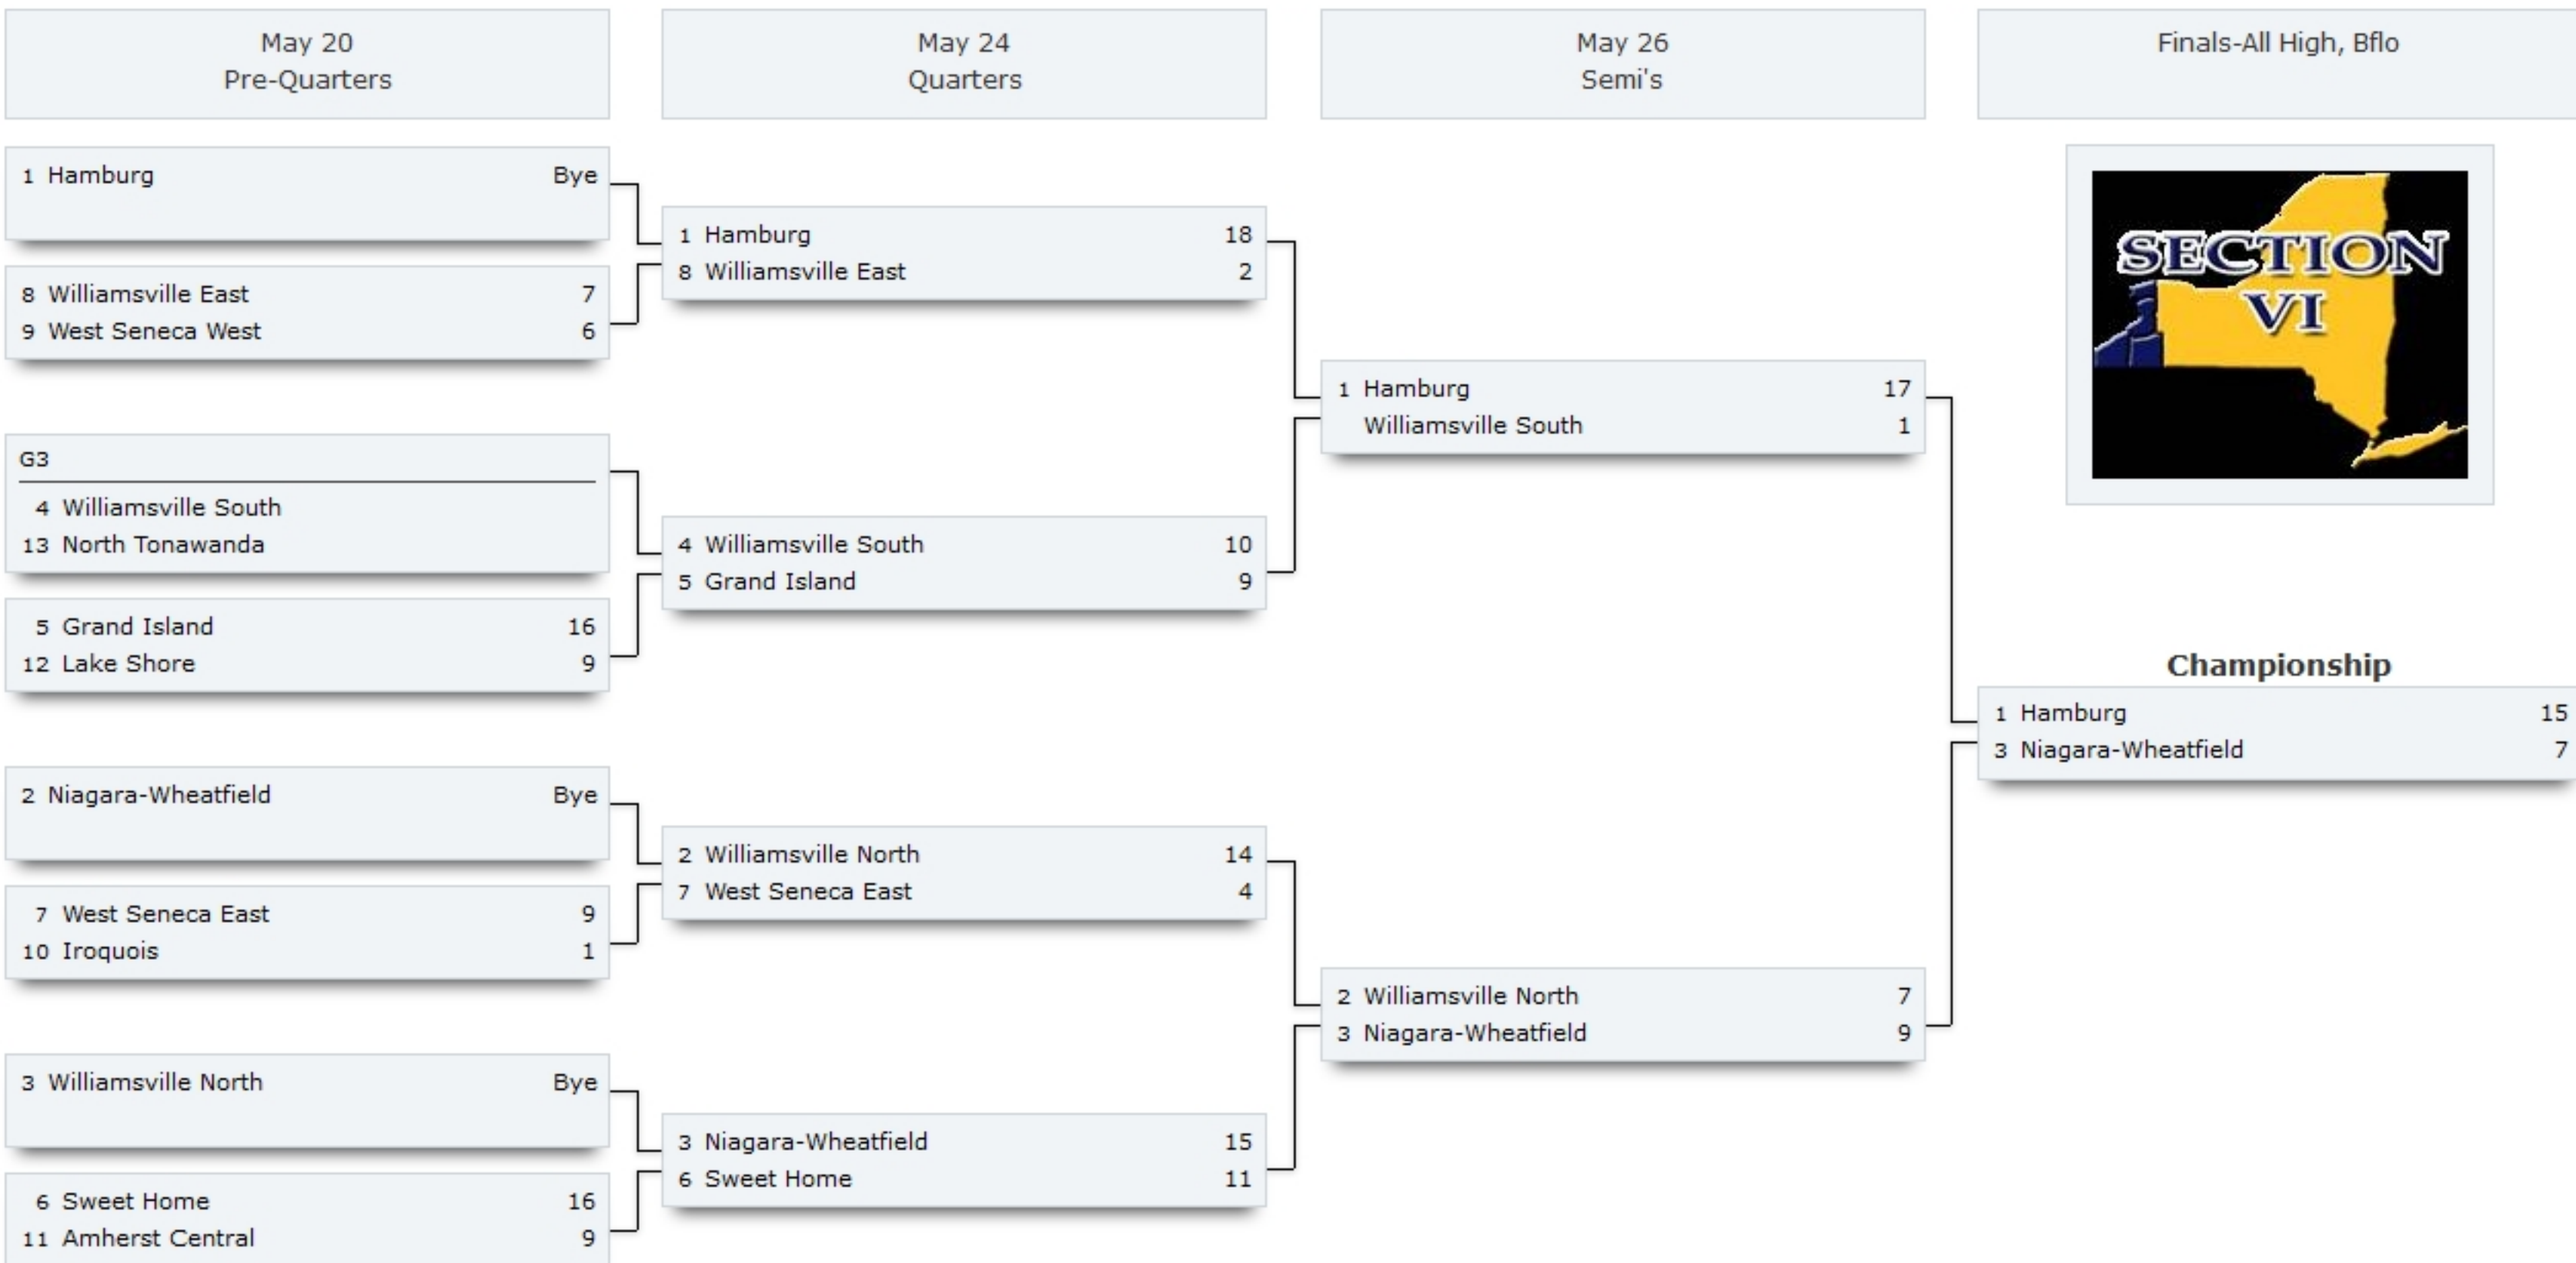 May 20
Pre-Quarters
May 24
Quarters
May 26
Semi's
Finals-All High, Bflo
1 Hamburg Bye
8 Williamsville East 7
9 West Seneca West 6
G3
4 Williamsville South
13 North Tonawanda
5 Grand Island 16
12 Lake Shore 9
2 Niagara-Wheatfield Bye
7 West Seneca East 9
10 Iroquois 1
3 Williamsville North Bye
6 Sweet Home 16
11 Amherst Central 9
1 Hamburg 18
8 Williamsville East 2
4 Williamsville South 10
5 Grand Island 9
2 Williamsville North 14
7 West Seneca East 4
3 Niagara-Wheatfield 15
6 Sweet Home 11
1 Hamburg 17
Williamsville South 1
2 Williamsville North 7
3 Niagara-Wheatfield 9
SECTION
VI
Championship
1 Hamburg 15
3 Niagara-Wheatfield 7